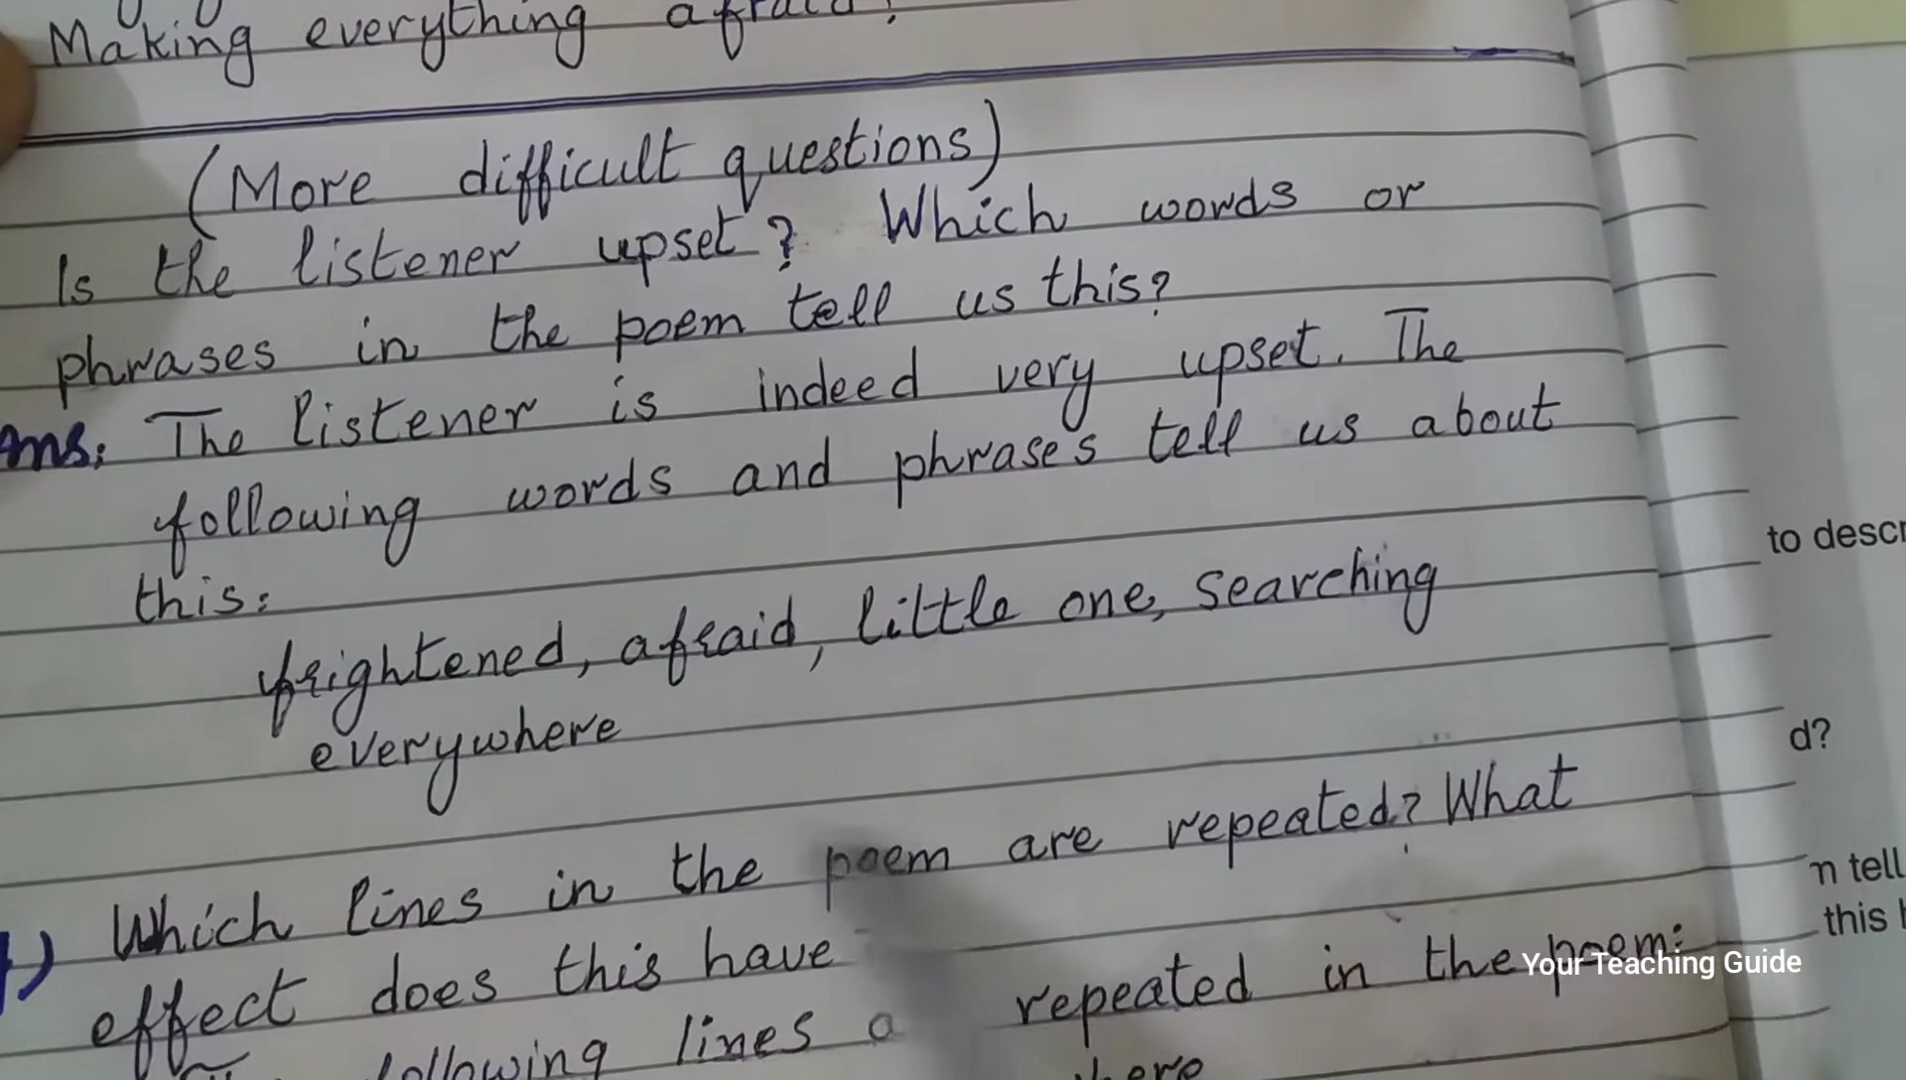 Making everything afraid.
(More difficult questions)
Is the listener upset? Which words or
phrases in the poem tell us this?
Ans: The listener is indeed very upset. The
following words and phrases tell us about
this:
frightened, afraid, little one, searching
everywhere
Which lines in the poem are repeated? What
effect does this have
following lines a repeated in the poem:
to descr
d?
n tell
this
Your Teaching Guide